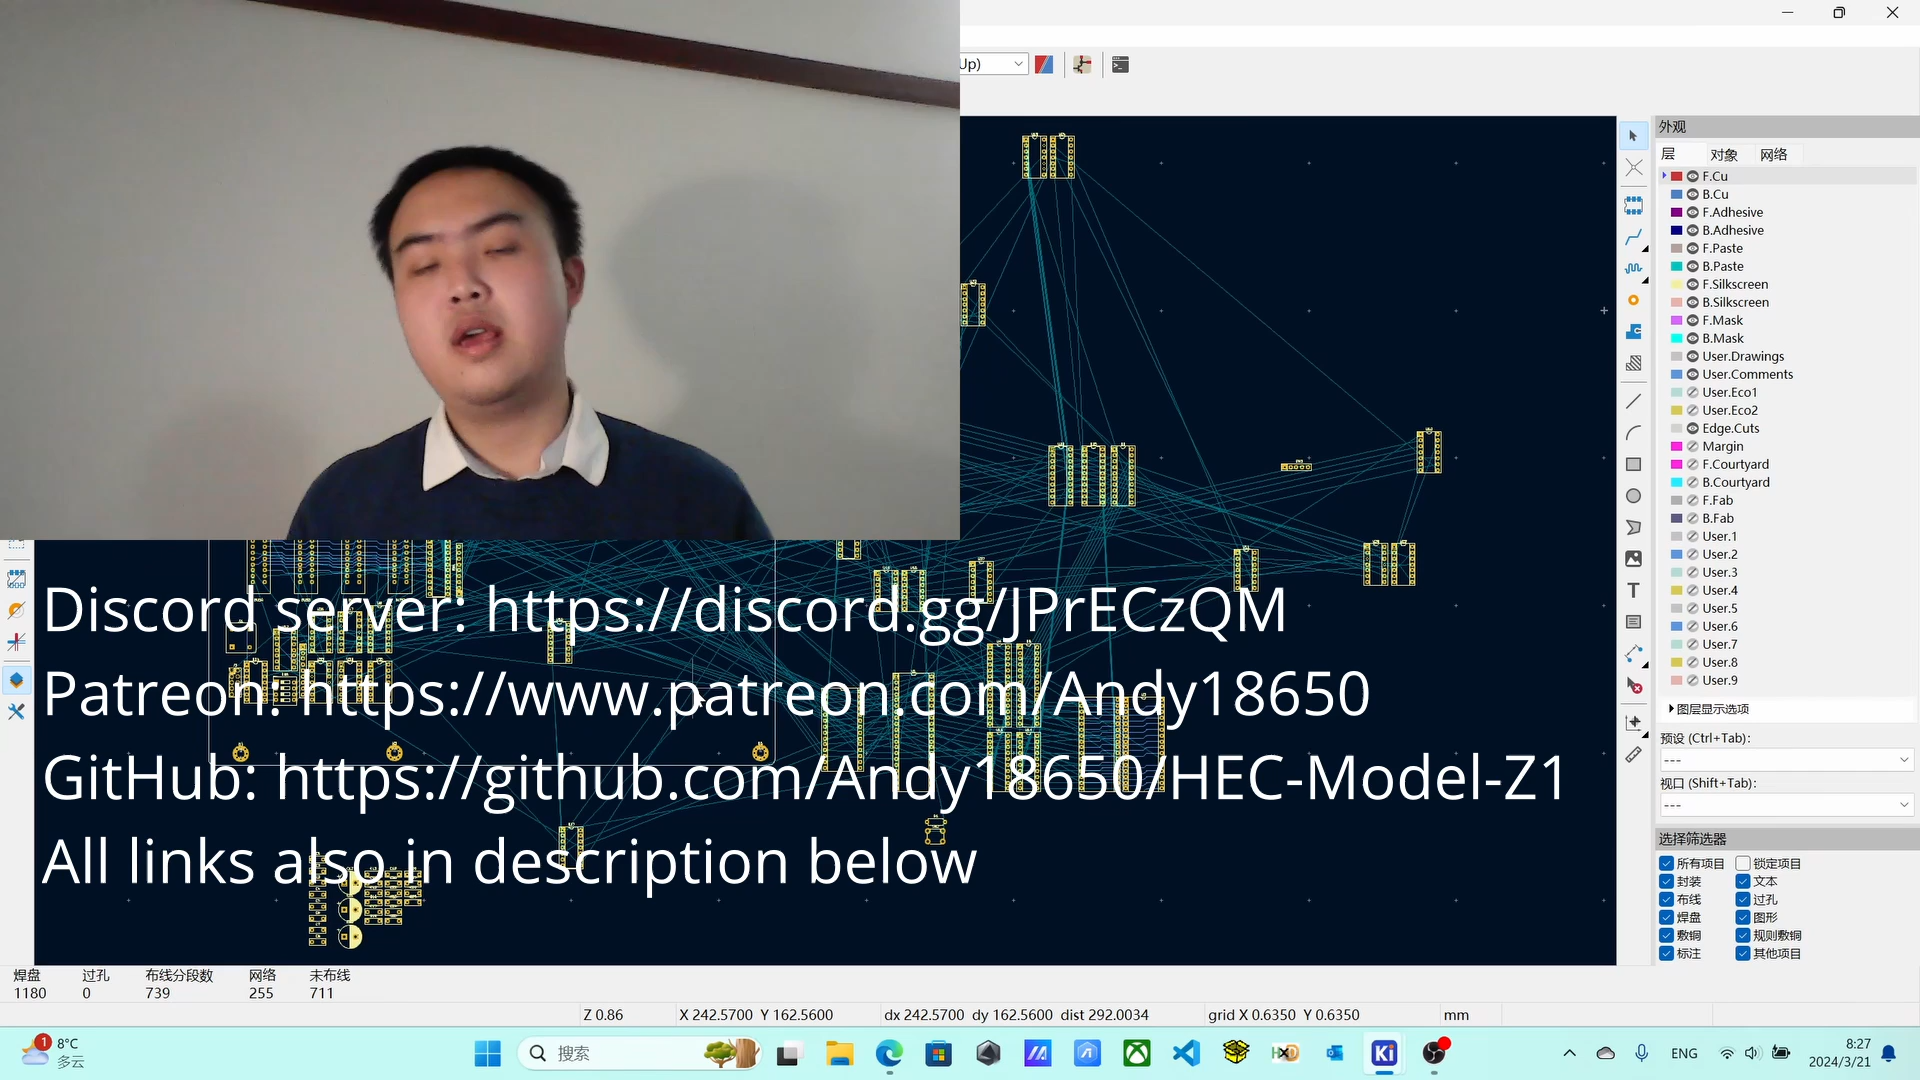 Up)
外观
层 对象 网络
F.Cu
B.Cu
F.Adhesive
B.Adhesive
F.Paste
B.Paste
F.Silkscreen
B.Silkscreen
F.Mask
B.Mask
User.Drawings
User.Comments
User.Eco1
User.Eco2
Edge.Cuts
Margin
F.Courtyard
B.Courtyard
F.Fab
B.Fab
User.1
User.2
User.3
User.4
User.5
User.6
User.7
User.8
User.9
图层显示选项
预设 (Ctrl+Tab):
---
视口 (Shift+Tab):
---
选择筛选器
所有项目 锁定项目
封装 文本
布线 过孔
焊盘 图形
敷铜 规则敷铜
标注 其他项目
Discord server: https://discord.gg/JPrECzQM
Patreon: https://www.patreon.com/Andy18650
GitHub: https://github.com/Andy18650/HEC-Model-Z1
All links also in description below
焊盘 过孔 布线分段数 网络 未布线
1180 0 739 255 711
Z 0.86 X 242.5700 Y 162.5600 dx 242.5700 dy 162.5600 dist 292.0034 grid X 0.6350 Y 0.6350 mm
1 8°C
多云
搜索
Ki
ENG
8:27
2024/3/21